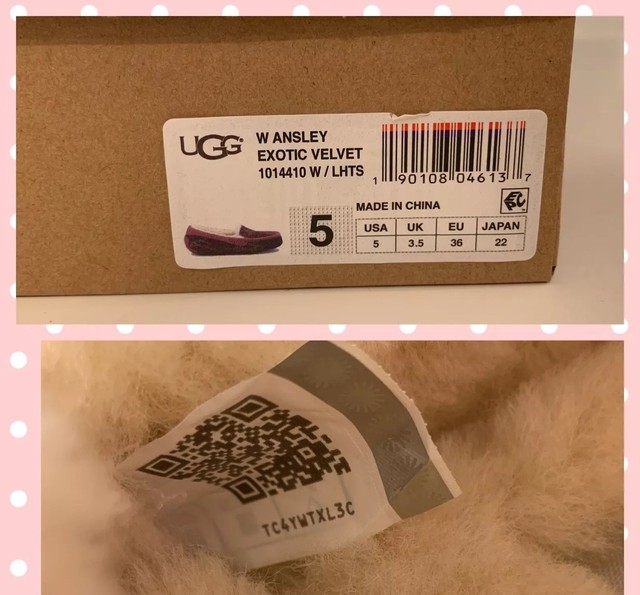 UGG
W ANSLEY
EXOTIC VELVET
1014410 W / LHTS
1 90108 04613 7
5
MADE IN CHINA
USA UK EU JAPAN
5 3.5 36 22
TC4YWTXL3C